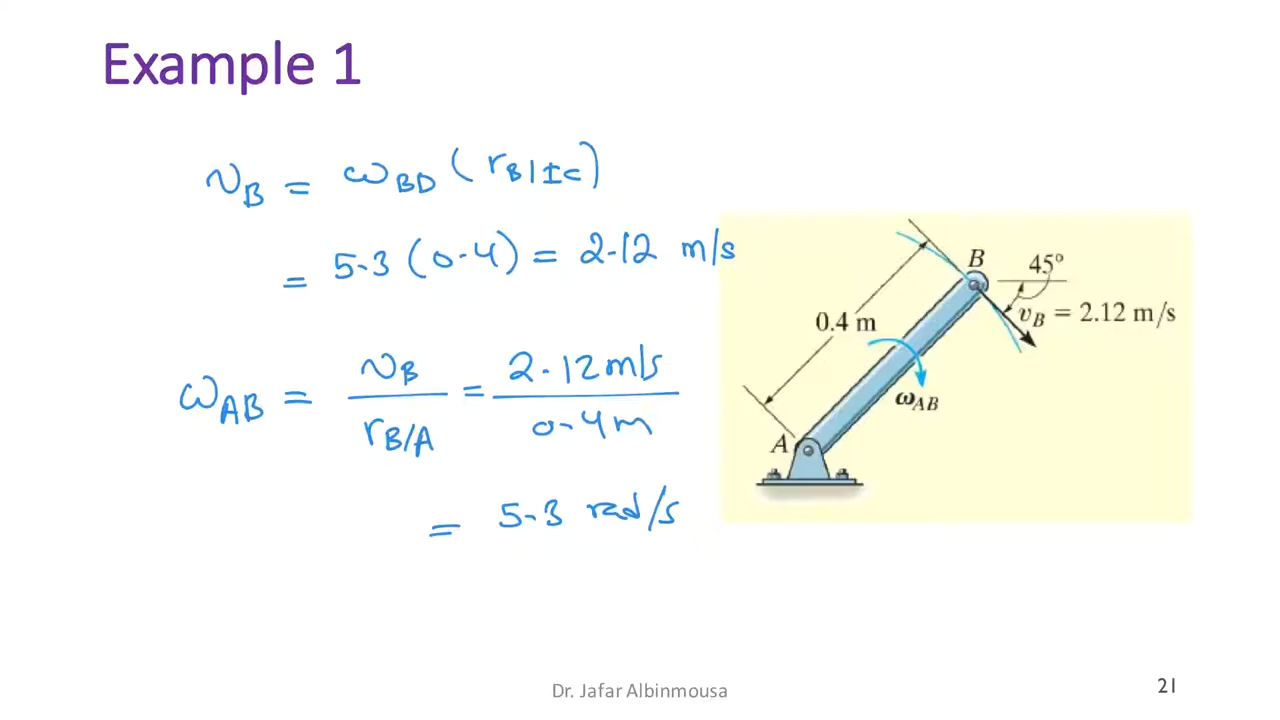 Example 1
v_B = ω_BD (r_B/IC)
= 5.3 (0.4) = 2.12 m/s
ω_AB = v_B / r_B/A = 2.12 m/s / 0.4 m
= 5.3 rad/s
B
45°
v_B = 2.12 m/s
0.4 m
ω_AB
A
Dr. Jafar Albinmousa
21